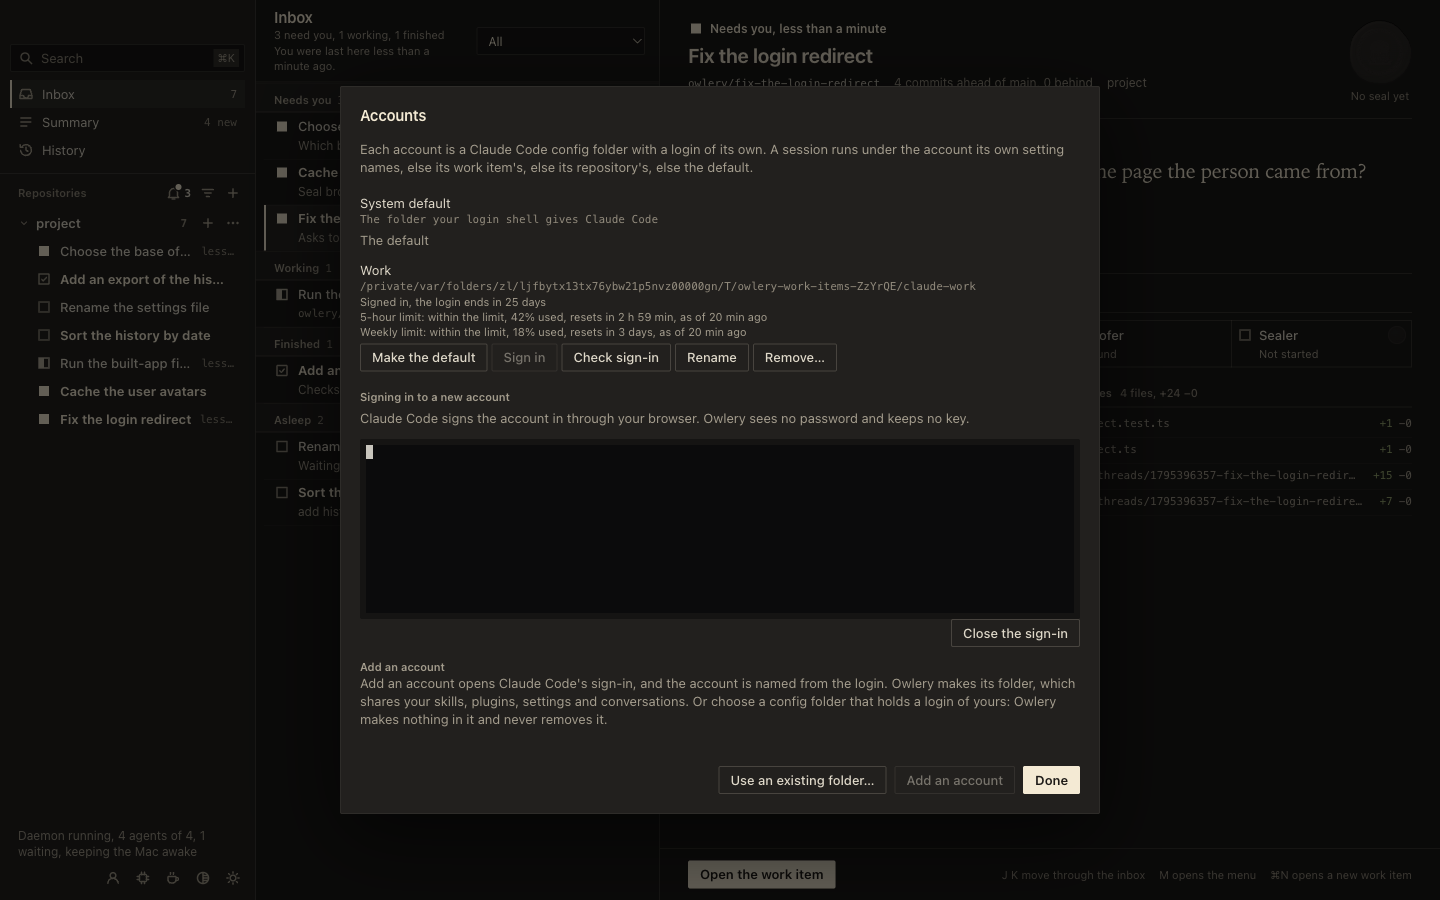 Inbox
3 need you, 1 working, 1 finished
You were last here less than a
minute ago.
All
Search
⌘K
Inbox 7
Summary 4 new
History
Repositories 3
project 7
Choose the base of... less...
Add an export of the his...
Rename the settings file
Sort the history by date
Run the built-app fi... less...
Cache the user avatars
Fix the login redirect less...
Daemon running, 4 agents of 4, 1
waiting, keeping the Mac awake
Needs you
Choos
Which b
Cache
Seal bro
Fix the
Asks to
Working 1
Run the
owlery/
Finished 1
Add an
Checks
Asleep 2
Renam
Waiting
Sort th
add his
Needs you, less than a minute
Fix the login redirect
owlery/fix-the-login-redirect 4 commits ahead of main, 0 behind project
No seal yet
he page the person came from?
ofer
und
Sealer
Not started
es 4 files, +24 −0
ect.test.ts +1 −0
ect.ts +1 −0
threads/1795396357-fix-the-login-redir… +15 −0
threads/1795396357-fix-the-login-redire… +7 −0
Accounts
Each account is a Claude Code config folder with a login of its own. A session runs under the account its own setting
names, else its work item's, else its repository's, else the default.
System default
The folder your login shell gives Claude Code
The default
Work
/private/var/folders/zl/ljfbytx13tx76ybw21p5nvz00000gn/T/owlery-work-items-ZzYrQE/claude-work
Signed in, the login ends in 25 days
5-hour limit: within the limit, 42% used, resets in 2 h 59 min, as of 20 min ago
Weekly limit: within the limit, 18% used, resets in 3 days, as of 20 min ago
Make the default Sign in Check sign-in Rename Remove...
Signing in to a new account
Claude Code signs the account in through your browser. Owlery sees no password and keeps no key.
Close the sign-in
Add an account
Add an account opens Claude Code's sign-in, and the account is named from the login. Owlery makes its folder, which
shares your skills, plugins, settings and conversations. Or choose a config folder that holds a login of yours: Owlery
makes nothing in it and never removes it.
Use an existing folder... Add an account Done
Open the work item
J K move through the inbox M opens the menu ⌘N opens a new work item